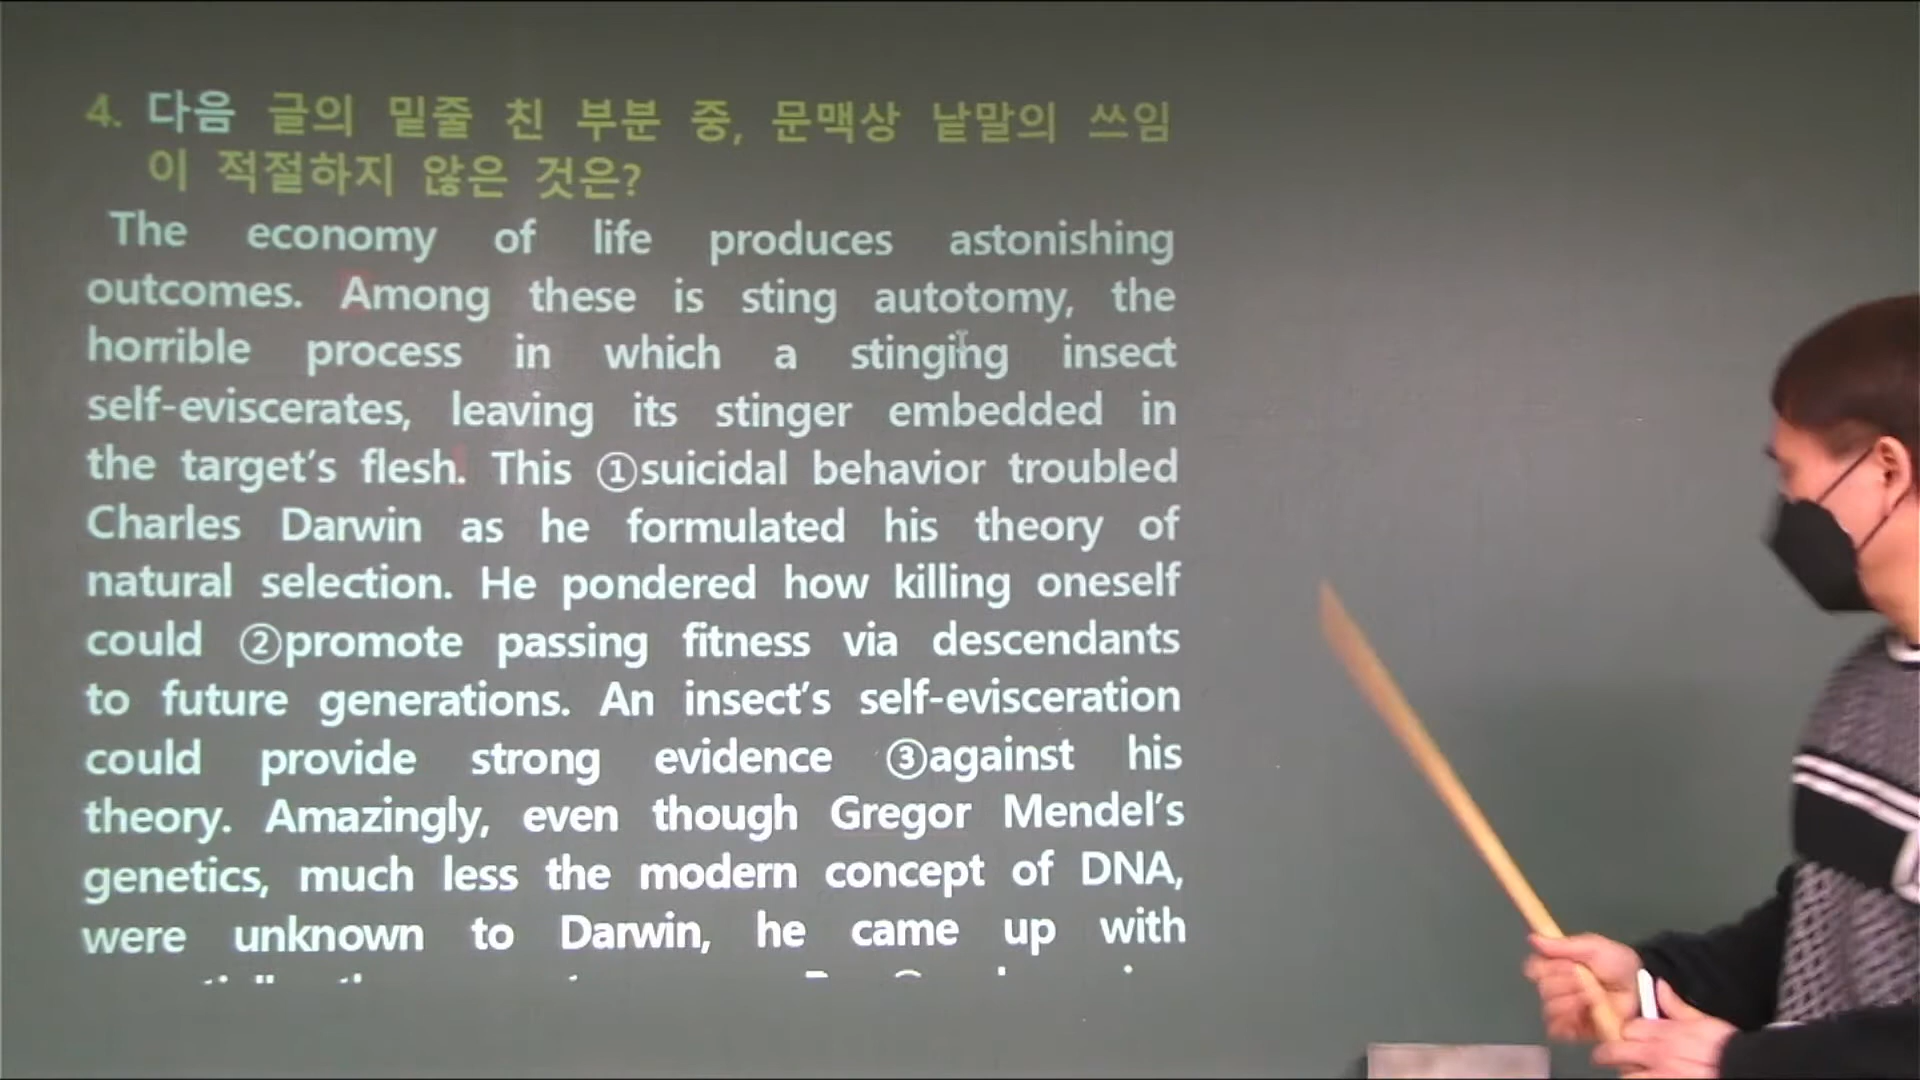 4. 다음 글의 밑줄 친 부분 중, 문맥상 낱말의 쓰임
이 적절하지 않은 것은?
The economy of life produces astonishing
outcomes. Among these is sting autotomy, the
horrible process in which a stinging insect
self-eviscerates, leaving its stinger embedded in
the target's flesh. This ①suicidal behavior troubled
Charles Darwin as he formulated his theory of
natural selection. He pondered how killing oneself
could ②promote passing fitness via descendants
to future generations. An insect's self-evisceration
could provide strong evidence ③against his
theory. Amazingly, even though Gregor Mendel's
genetics, much less the modern concept of DNA,
were unknown to Darwin, he came up with